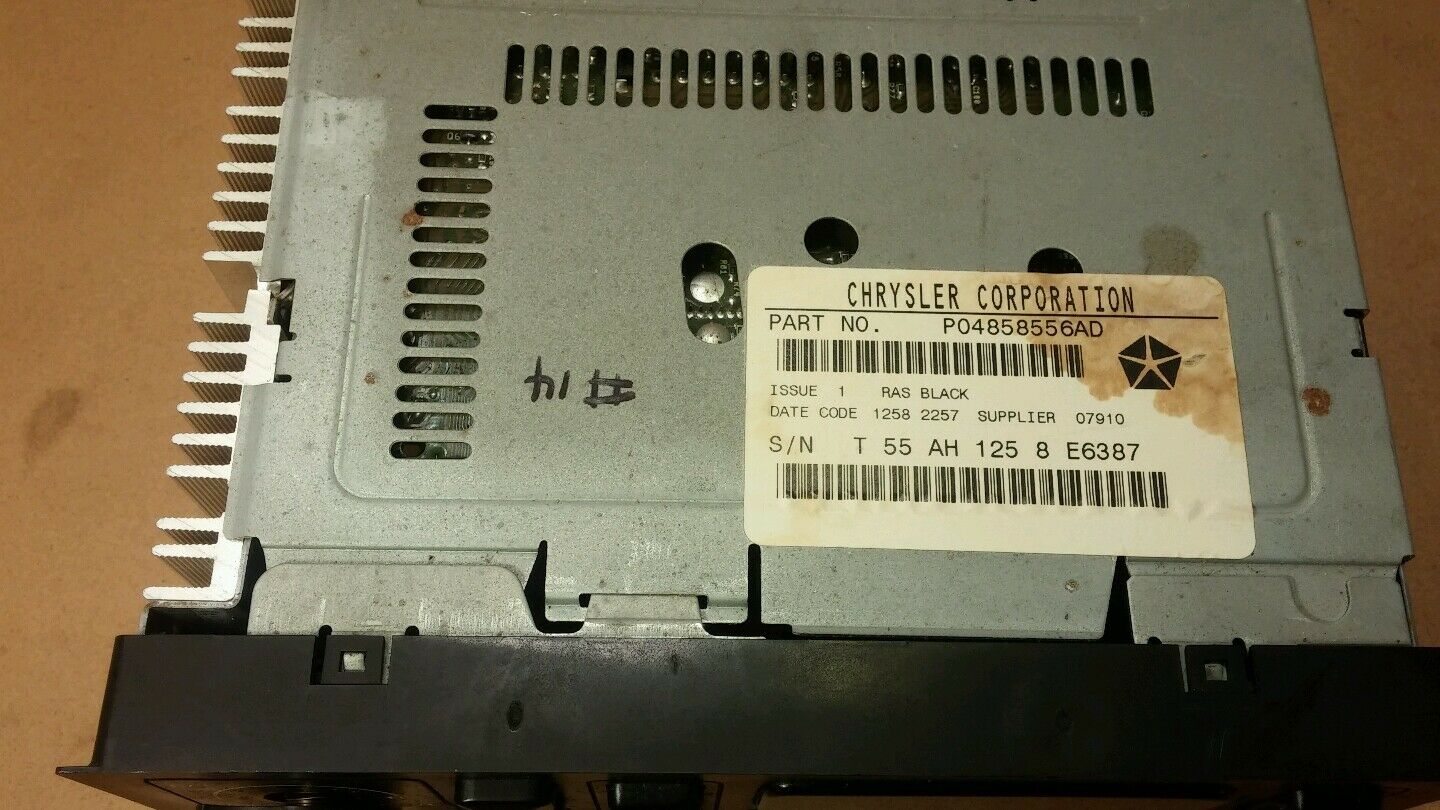 CHRYSLER CORPORATION
PART NO. P04858556AD
ISSUE 1 RAS BLACK
DATE CODE 1258 2257 SUPPLIER 07910
S/N T 55 AH 125 8 E6387
#14
Q6